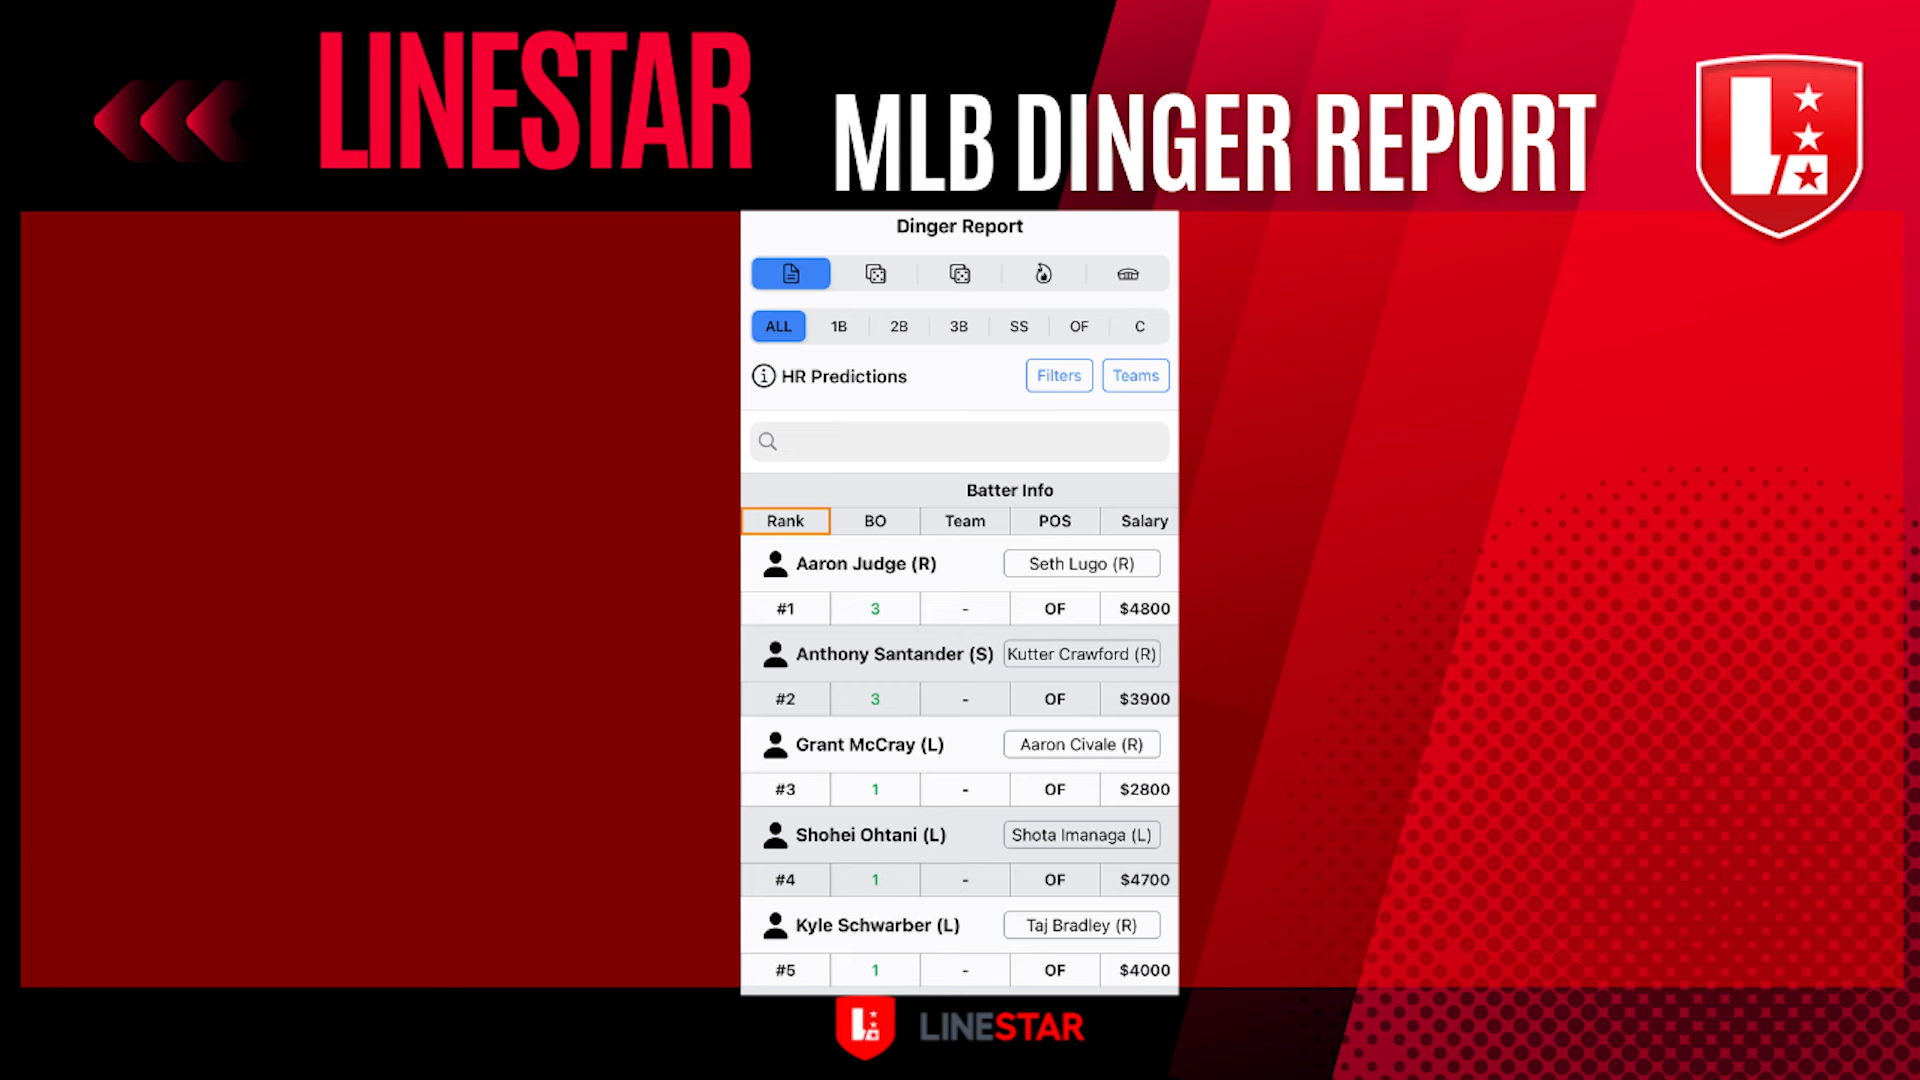 LINESTAR MLB DINGER REPORT
Dinger Report
ALL 1B 2B 3B SS OF C
HR Predictions Filters Teams
Batter Info
Rank BO Team POS Salary
Aaron Judge (R) Seth Lugo (R)
#1 3 - OF $4800
Anthony Santander (S) Kutter Crawford (R)
#2 3 - OF $3900
Grant McCray (L) Aaron Civale (R)
#3 1 - OF $2800
Shohei Ohtani (L) Shota Imanaga (L)
#4 1 - OF $4700
Kyle Schwarber (L) Taj Bradley (R)
#5 1 - OF $4000
LINESTAR